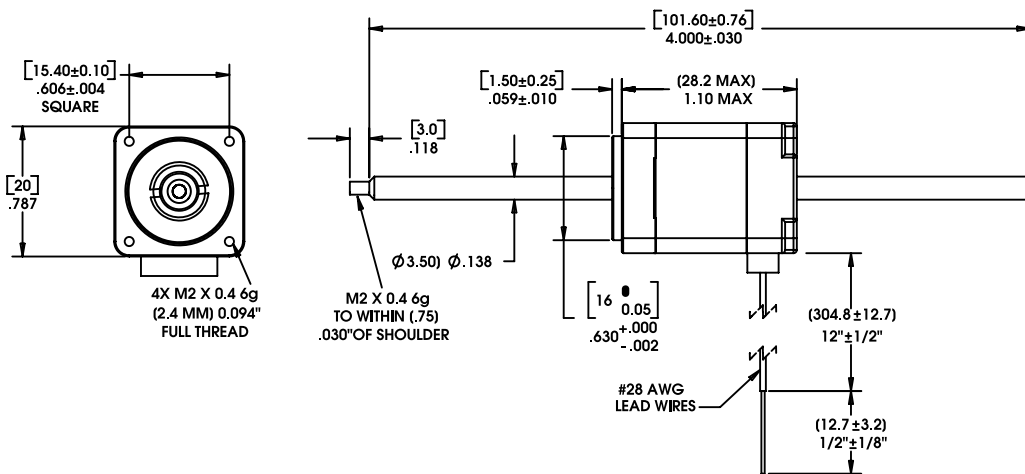 [101.60±0.76]
4.000±.030
[15.40±0.10]
.606±.004
SQUARE
[1.50±0.25]
.059±.010
(28.2 MAX)
1.10 MAX
[3.0]
.118
[20]
.787
Ø3.50) Ø.138
4X M2 X 0.4 6g
(2.4 MM) 0.094"
FULL THREAD
M2 X 0.4 6g
TO WITHIN (.75)
.030"OF SHOULDER
[16 0
0.05]
.630+.000
-.002
(304.8±12.7)
12"±1/2"
#28 AWG
LEAD WIRES
(12.7±3.2)
1/2"±1/8"